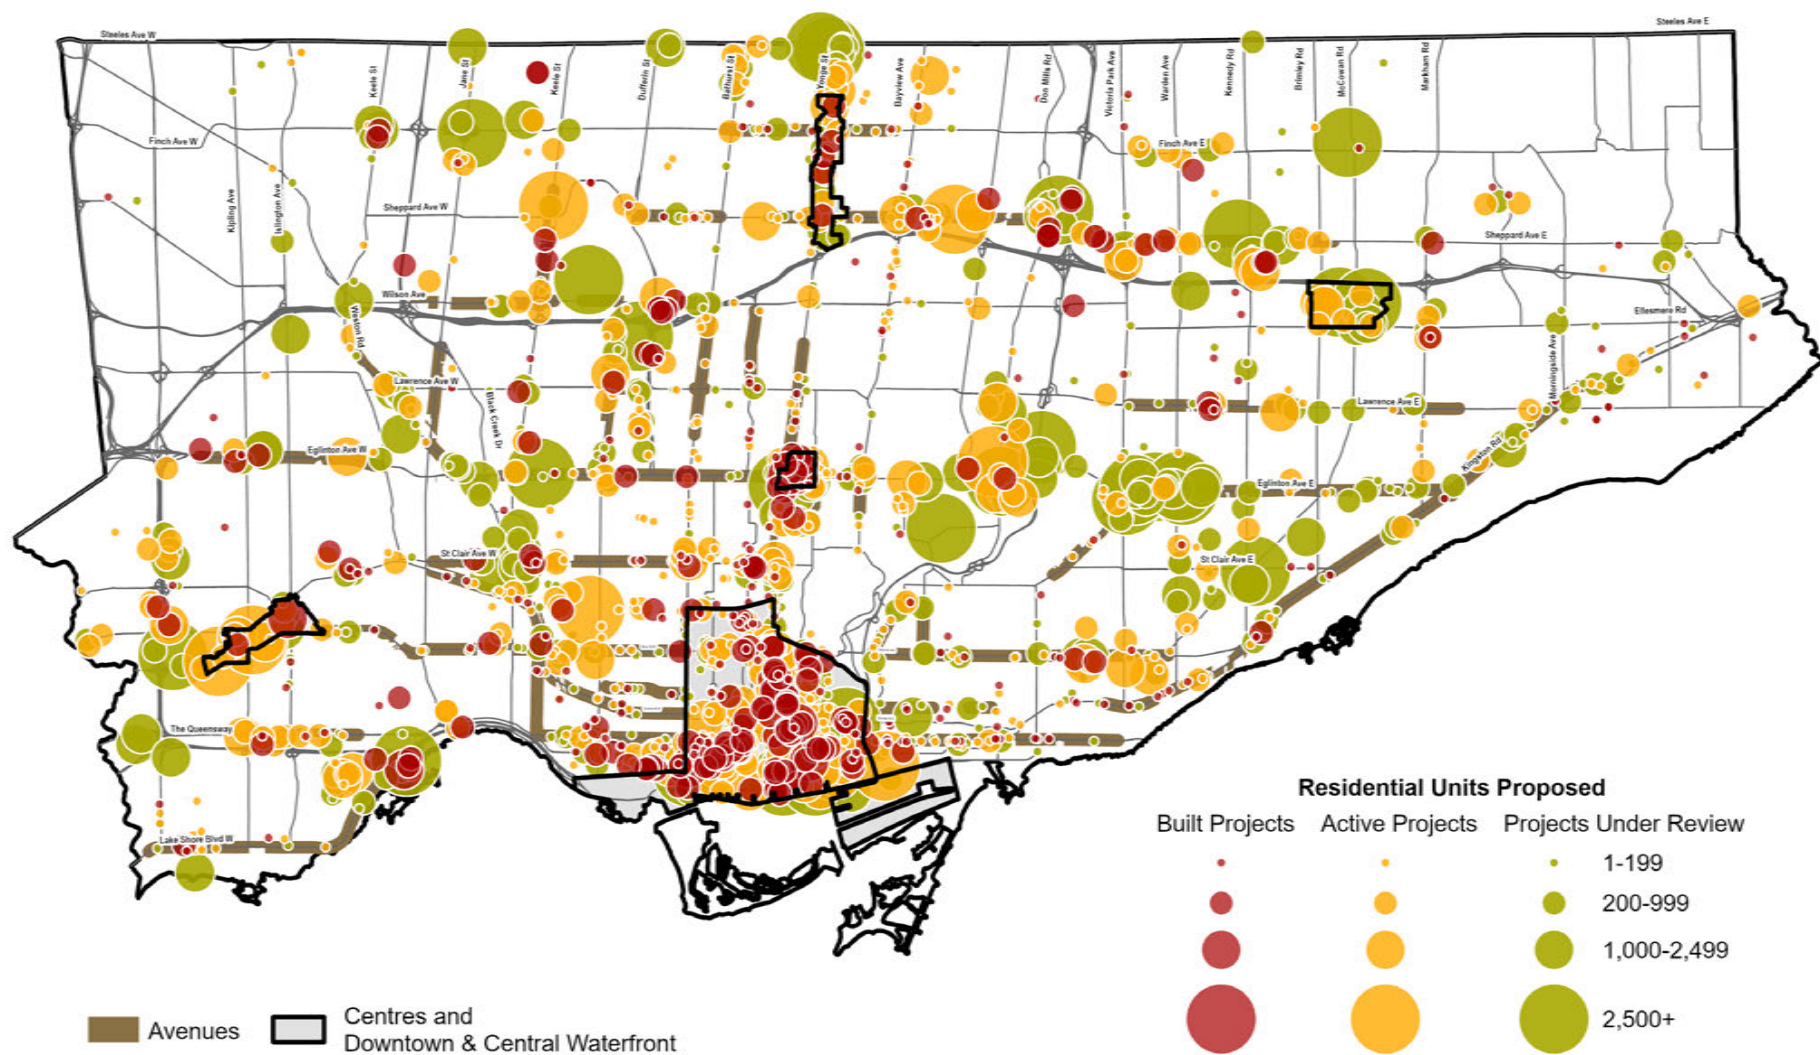 Steeles Ave W
Steeles Ave E
Keele St
Jane St
Keele St
Dufferin St
Bathurst St
Yonge St
Bayview Ave
Don Mills Rd
Victoria Park Ave
Warden Ave
Kennedy Rd
Brimley Rd
McCowan Rd
Markham Rd
Finch Ave W
Finch Ave E
Kipling Ave
Islington Ave
Sheppard Ave W
Sheppard Ave E
Wilson Ave
Weston Rd
Ellesmere Rd
Morningside Ave
Lawrence Ave W
Lawrence Ave E
Black Creek Dr
Eglinton Ave W
Kingston Rd
Eglinton Ave E
St Clair Ave W
St Clair Ave E
The Queensway
Lake Shore Blvd W
Residential Units Proposed
Built Projects Active Projects Projects Under Review
1-199
200-999
1,000-2,499
2,500+
Avenues
Centres and
Downtown & Central Waterfront